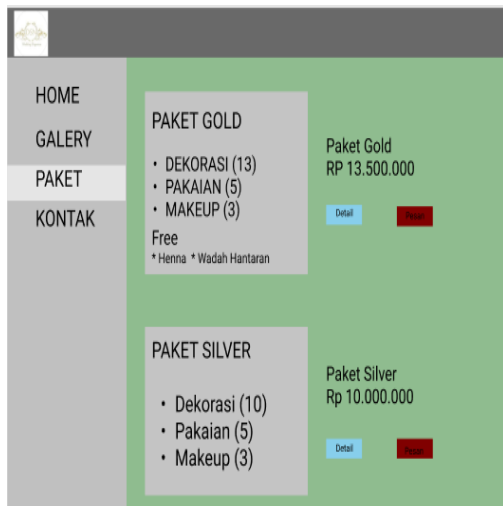 HOME
GALERY
PAKET
KONTAK
PAKET GOLD
• DEKORASI (13)
• PAKAIAN (5)
• MAKEUP (3)
Free
* Henna * Wadah Hantaran
Paket Gold
RP 13.500.000
Detail
Pesan
PAKET SILVER
• Dekorasi (10)
• Pakaian (5)
• Makeup (3)
Paket Silver
Rp 10.000.000
Detail
Pesan